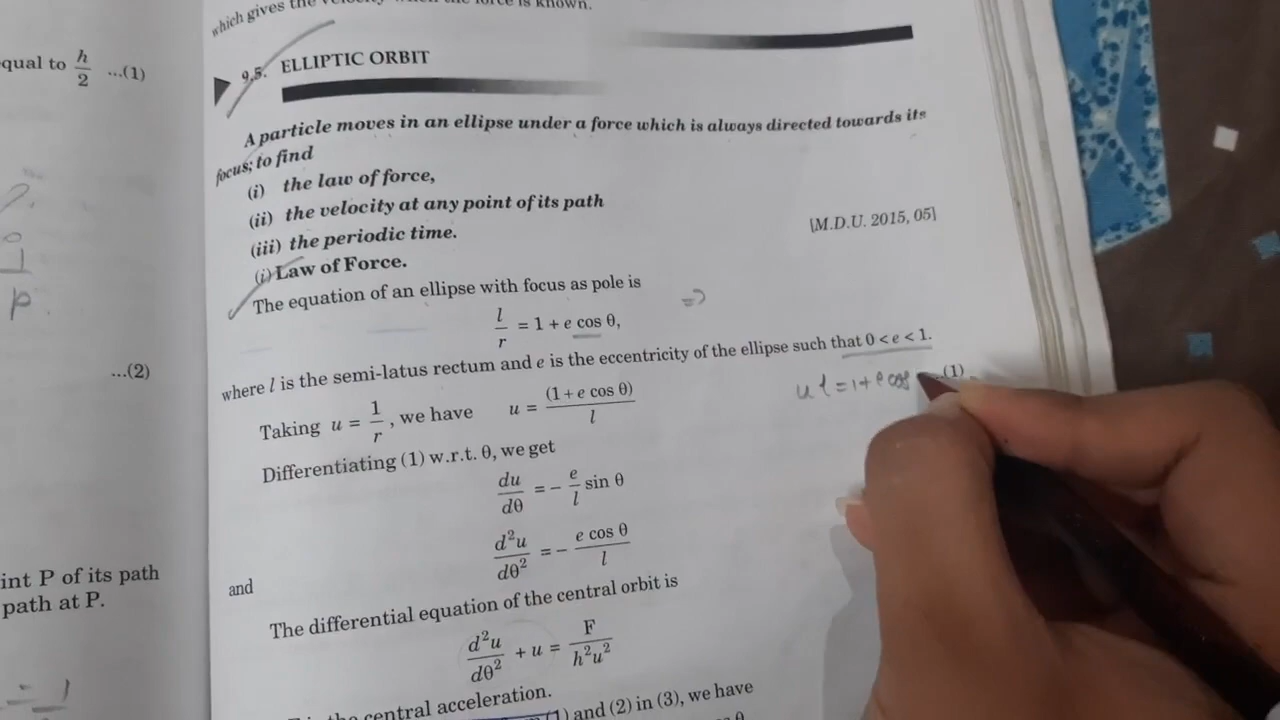 which gives the velocity when the force is known.
qual to h/2 ...(1)
9.5. ELLIPTIC ORBIT
A particle moves in an ellipse under a force which is always directed towards its
focus; to find
(i) the law of force,
(ii) the velocity at any point of its path
[M.D.U. 2015, 05]
(iii) the periodic time.
(i) Law of Force.
The equation of an ellipse with focus as pole is
l/r = 1 + e cos θ,
⇒
where l is the semi-latus rectum and e is the eccentricity of the ellipse such that 0 < e < 1.
...(2)
Taking u = 1/r, we have u = (1 + e cos θ)/l ...(1)
u l = 1 + e cos
Differentiating (1) w.r.t. θ, we get
du/dθ = - e/l sin θ
and d²u/dθ² = - e cos θ/l
int P of its path
path at P.
The differential equation of the central orbit is
d²u/dθ² + u = F/h²u²
the central acceleration.
(1) and (2) in (3), we have